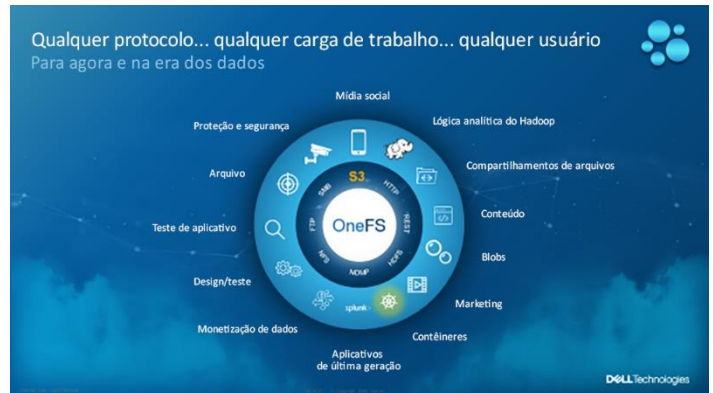 Qualquer protocolo... qualquer carga de trabalho... qualquer usuário
Para agora e na era dos dados
Mídia social
Proteção e segurança
Lógica analítica do Hadoop
Arquivo
Compartilhamentos de arquivos
Teste de aplicativo
Conteúdo
Design/teste
Blobs
Monetização de dados
Marketing
Contêineres
Aplicativos
de última geração
S3
HTTP
REST
HDFS
NDMP
NFS
FTP
SMB
OneFS
splunk>
DELLTechnologies